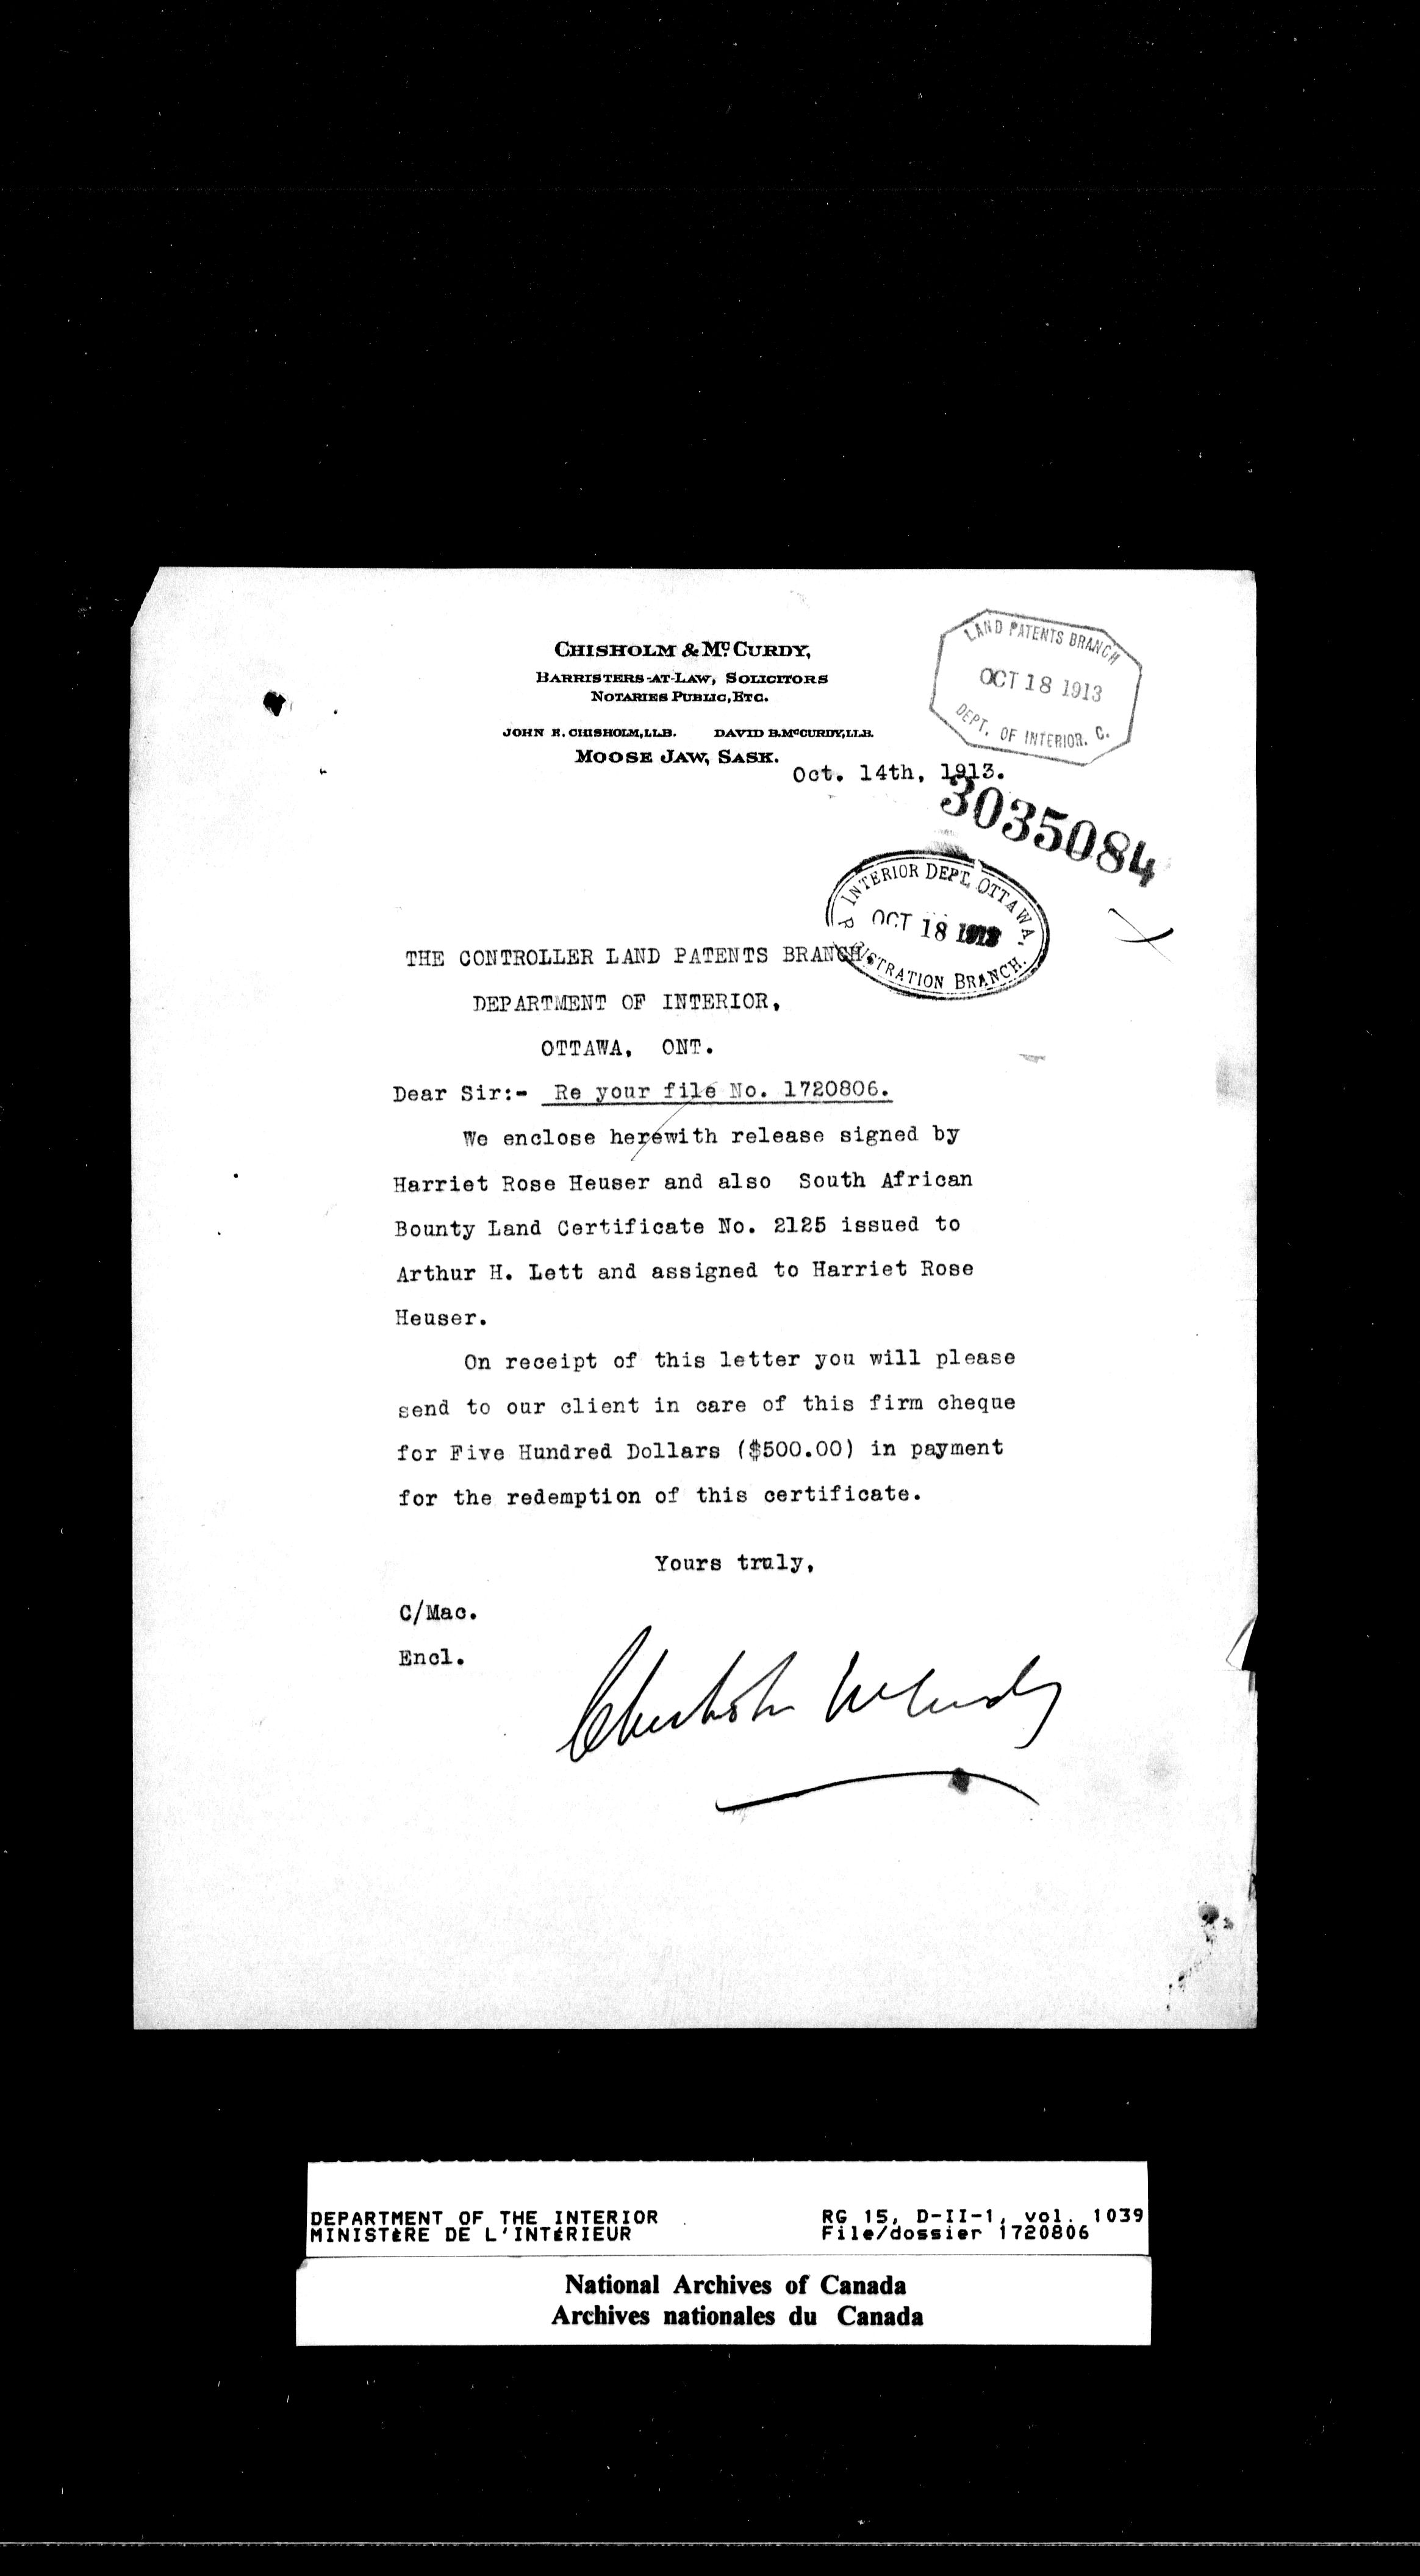 CHISHOLM & McCURDY,
BARRISTERS-AT-LAW, SOLICITORS
NOTARIES PUBLIC, ETC.
JOHN E. CHISHOLM, LL.B. DAVID B. McCURDY, LL.B.
MOOSE JAW, SASK.
LAND PATENTS BRANCH
OCT 18 1913
DEPT. OF INTERIOR. C.
Oct. 14th, 1913.
3035084
INTERIOR DEPT. OTTAWA,
OCT 18 1913
R GISTRATION BRANCH.
THE CONTROLLER LAND PATENTS BRANCH,
DEPARTMENT OF INTERIOR,
OTTAWA, ONT.
Dear Sir:- Re your file No. 1720806.
We enclose herewith release signed by
Harriet Rose Heuser and also South African
Bounty Land Certificate No. 2125 issued to
Arthur H. Lett and assigned to Harriet Rose
Heuser.
On receipt of this letter you will please
send to our client in care of this firm cheque
for Five Hundred Dollars ($500.00) in payment
for the redemption of this certificate.
Yours truly,
C/Mac.
Encl.
Chisholm McCurdy
DEPARTMENT OF THE INTERIOR RG 15, D-II-1, vol. 1039
MINISTÈRE DE L'INTÉRIEUR File/dossier 1720806
National Archives of Canada
Archives nationales du Canada